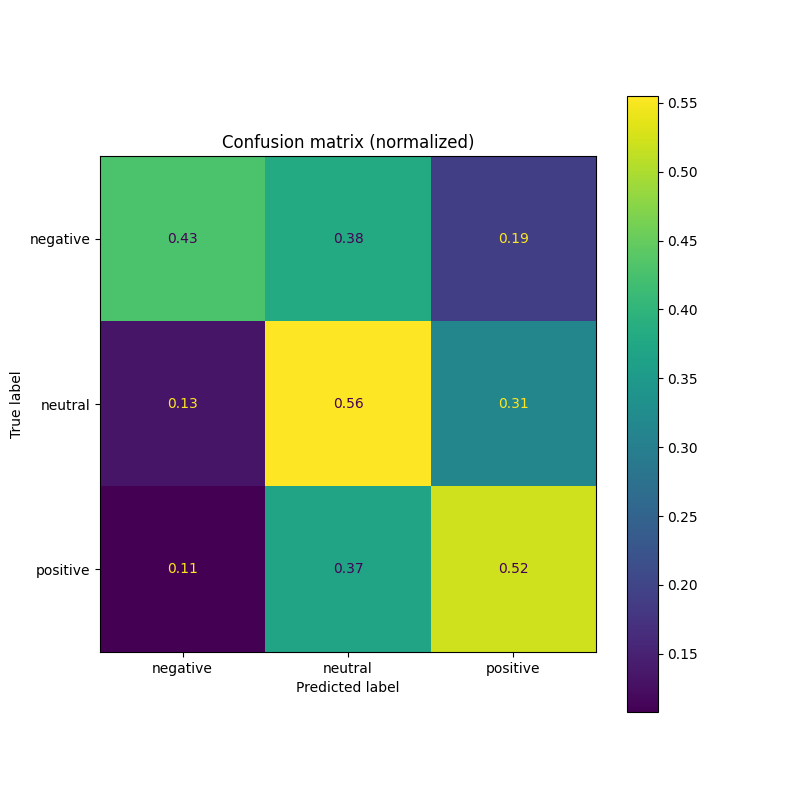 Confusion matrix (normalized)
True label
negative
neutral
positive
0.43 0.38 0.19
0.13 0.56 0.31
0.11 0.37 0.52
negative neutral positive
Predicted label
0.55
0.50
0.45
0.40
0.35
0.30
0.25
0.20
0.15